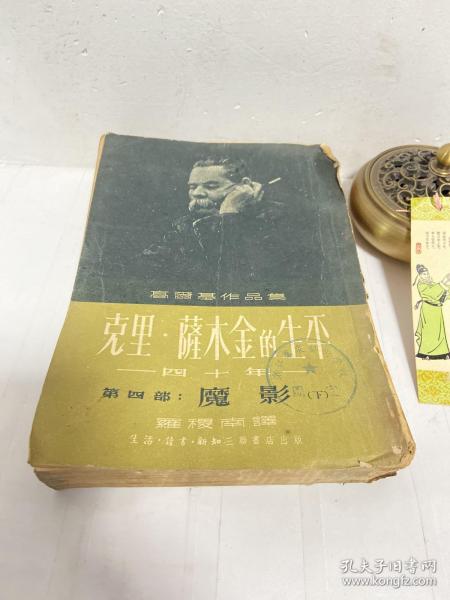 高爾基作品集
克里·薩木金的生平
——四十年
第四部：魔影（下）
羅稷南譯
生活·讀書·新知三聯書店出版
孔夫子旧书网
www.kongfz.com